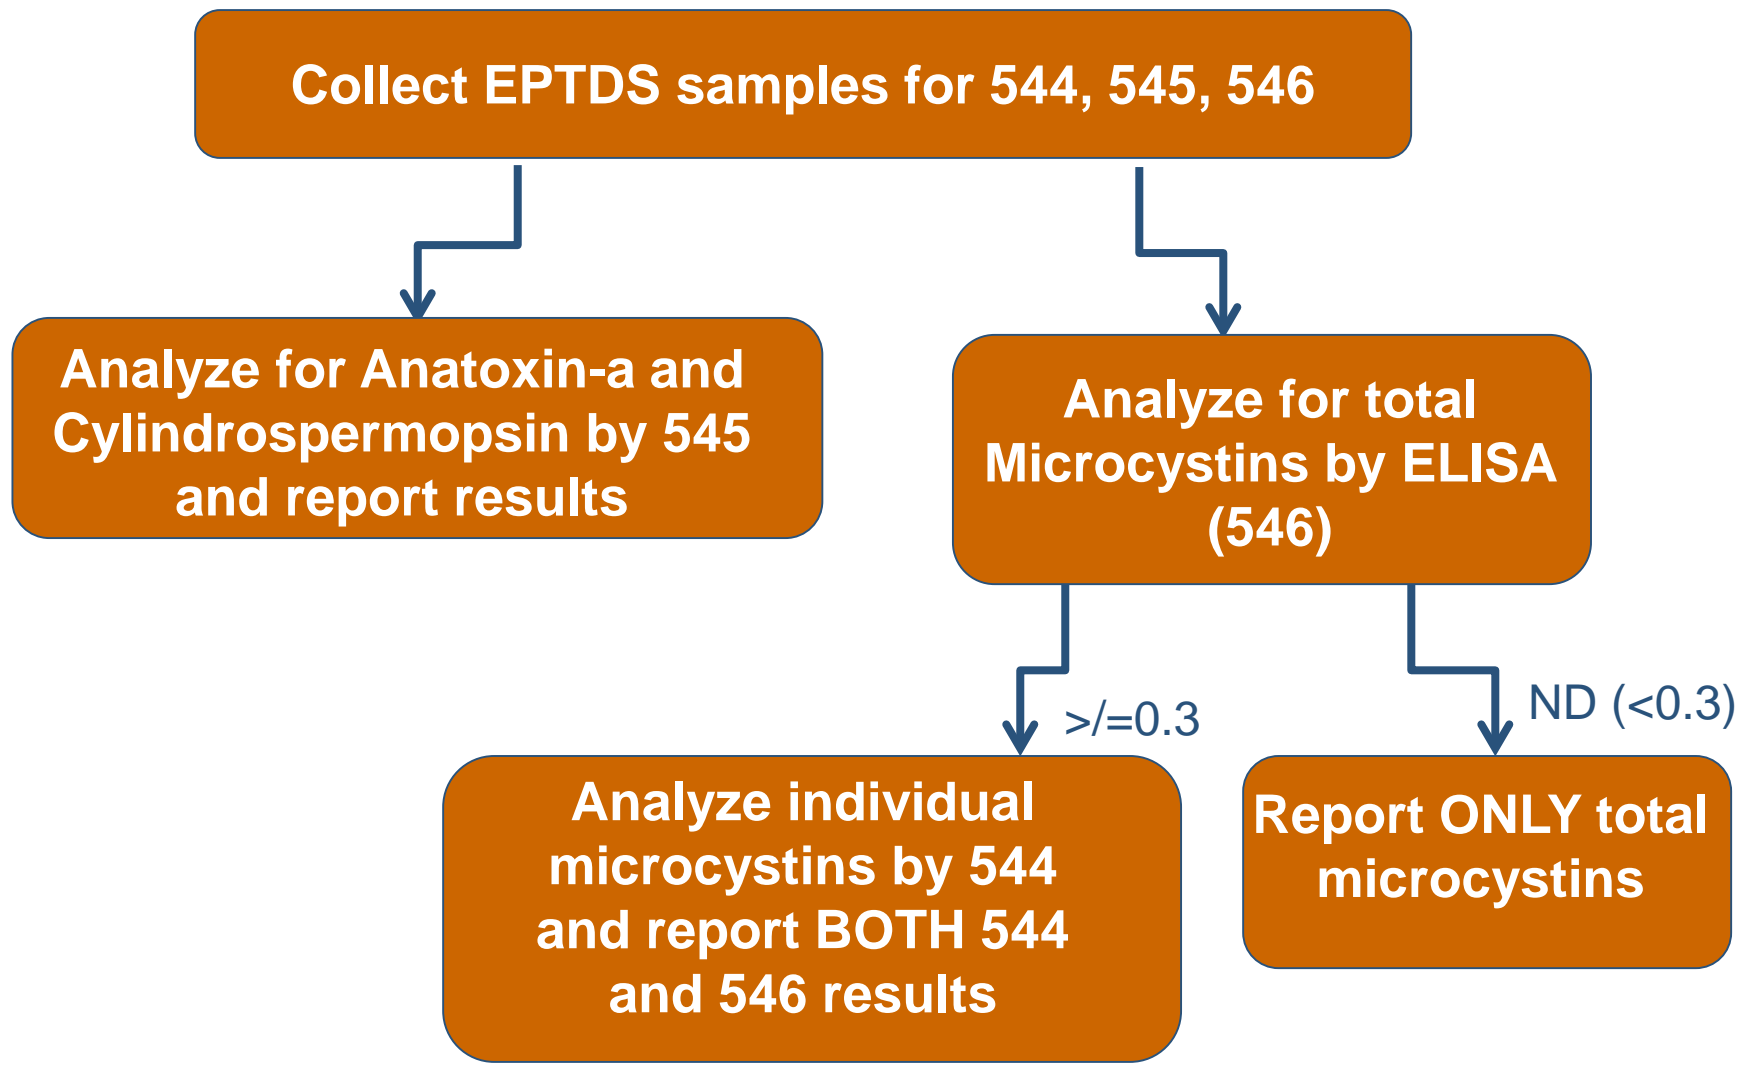 Collect EPTDS samples for 544, 545, 546
Analyze for Anatoxin-a and
Cylindrospermopsin by 545
and report results
Analyze for total
Microcystins by ELISA
(546)
>/=0.3
ND (<0.3)
Analyze individual
microcystins by 544
and report BOTH 544
and 546 results
Report ONLY total
microcystins